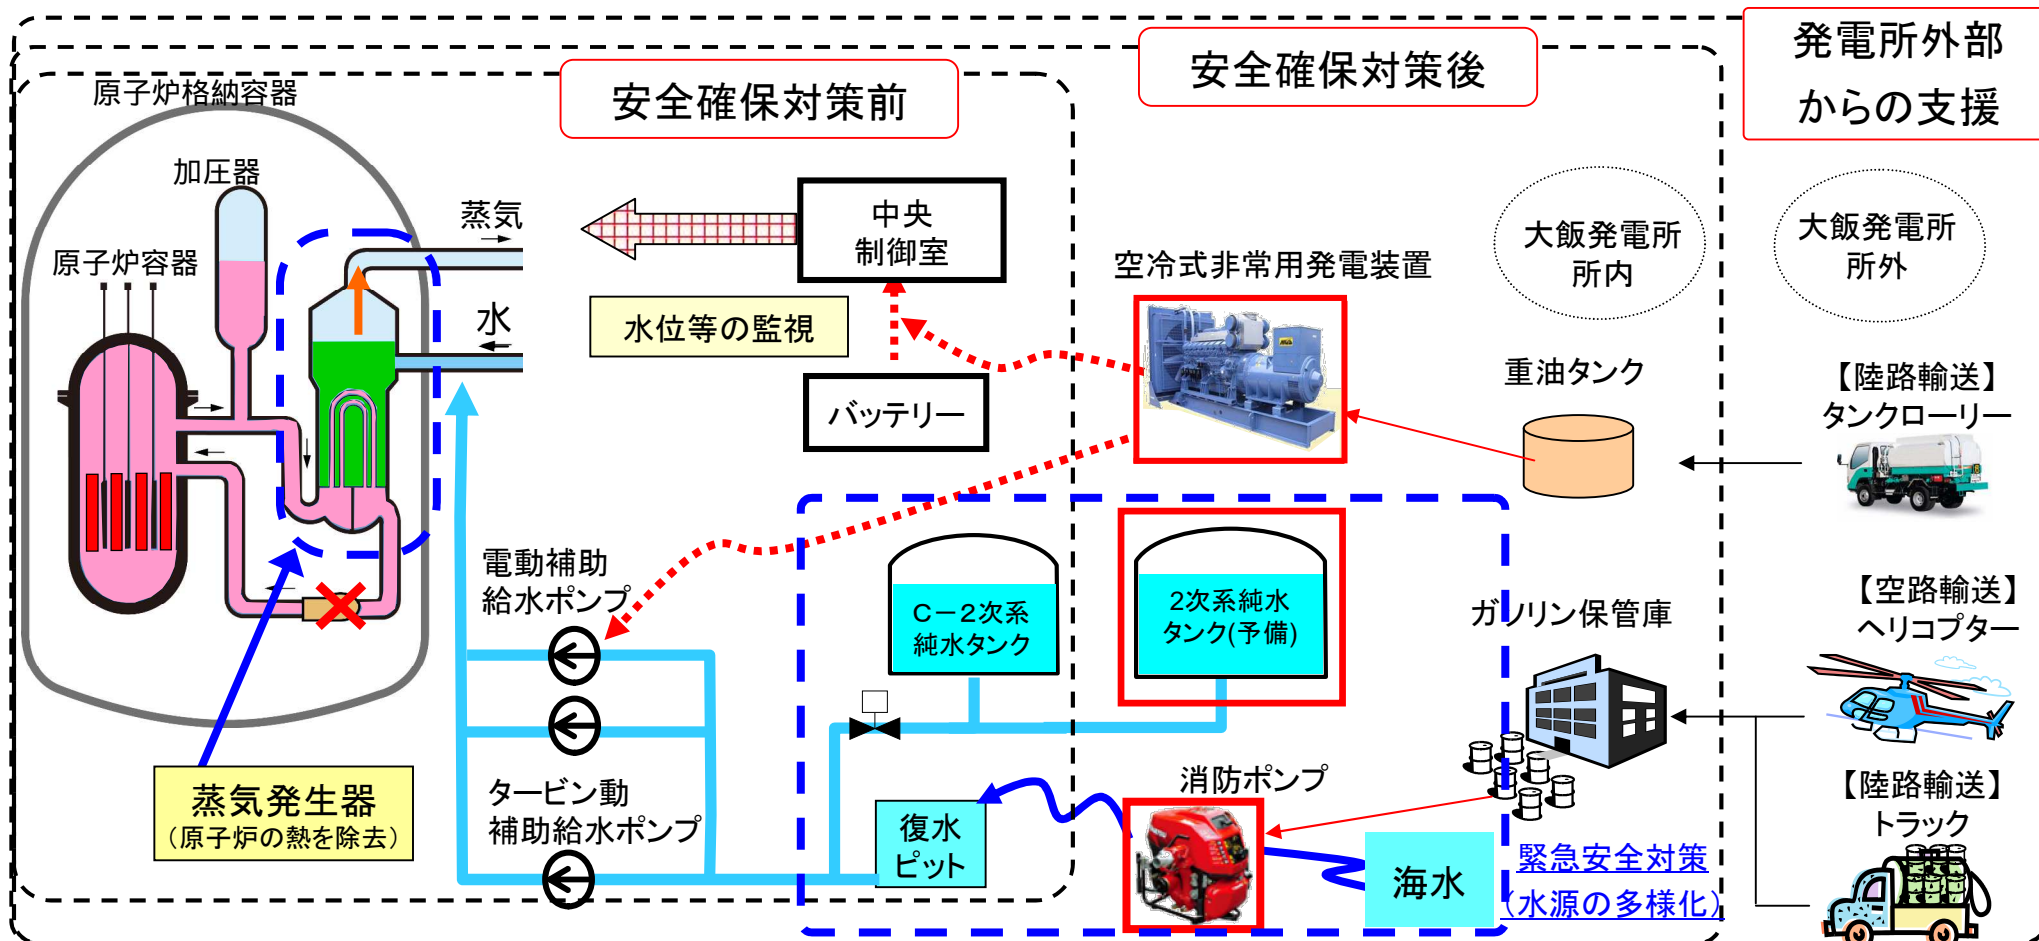 発電所外部
からの支援
安全確保対策後
安全確保対策前
原子炉格納容器
加圧器
蒸気
原子炉容器
水
中央
制御室
水位等の監視
バッテリー
空冷式非常用発電装置
大飯発電所
所内
大飯発電所
所外
重油タンク
【陸路輸送】
タンクローリー
電動補助
給水ポンプ
C－2次系
純水タンク
2次系純水
タンク(予備)
ガソリン保管庫
【空路輸送】
ヘリコプター
蒸気発生器
(原子炉の熱を除去)
タービン動
補助給水ポンプ
復水
ピット
消防ポンプ
海水
緊急安全対策
(水源の多様化)
【陸路輸送】
トラック